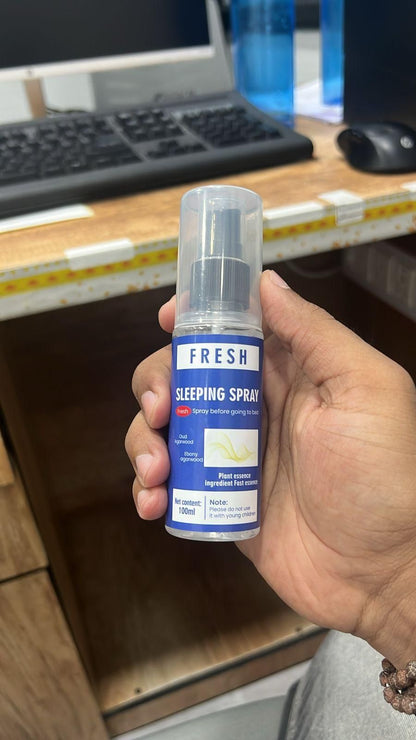 FRESH
SLEEPING SPRAY
Fresh Spray before going to bed
Oud
Agarwood
Ebony
agarwood
Plant essence
ingredient Fast essence
Net content:
100ml
Note:
Please do not use
it with young children